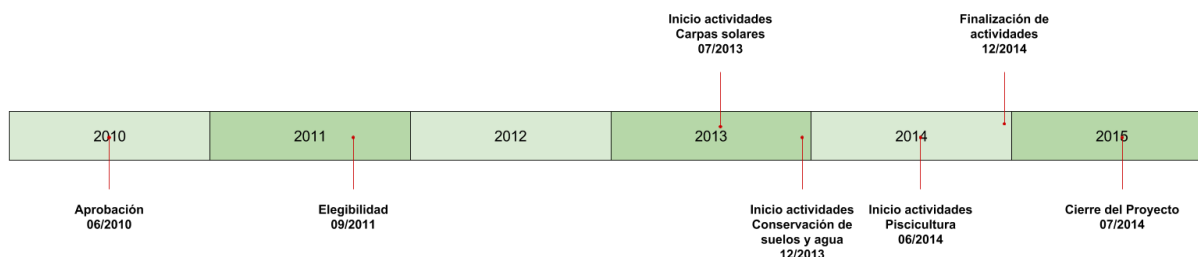 Inicio actividades
Carpas solares
07/2013
Finalización de
actividades
12/2014
2010
2011
2012
2013
2014
2015
Aprobación
06/2010
Elegibilidad
09/2011
Inicio actividades
Conservación de
suelos y agua
12/2013
Inicio actividades
Piscicultura
06/2014
Cierre del Proyecto
07/2014